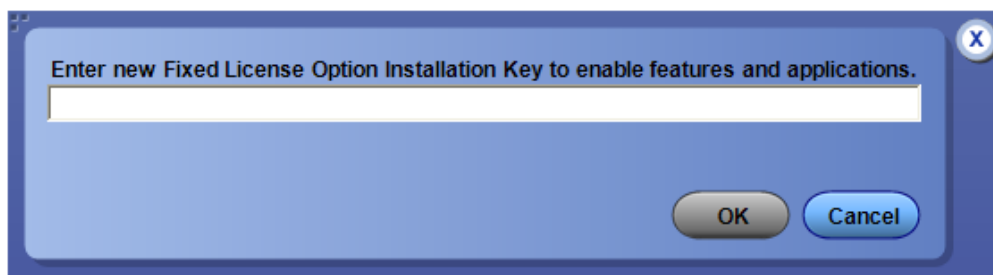 X
Enter new Fixed License Option Installation Key to enable features and applications.
OK Cancel